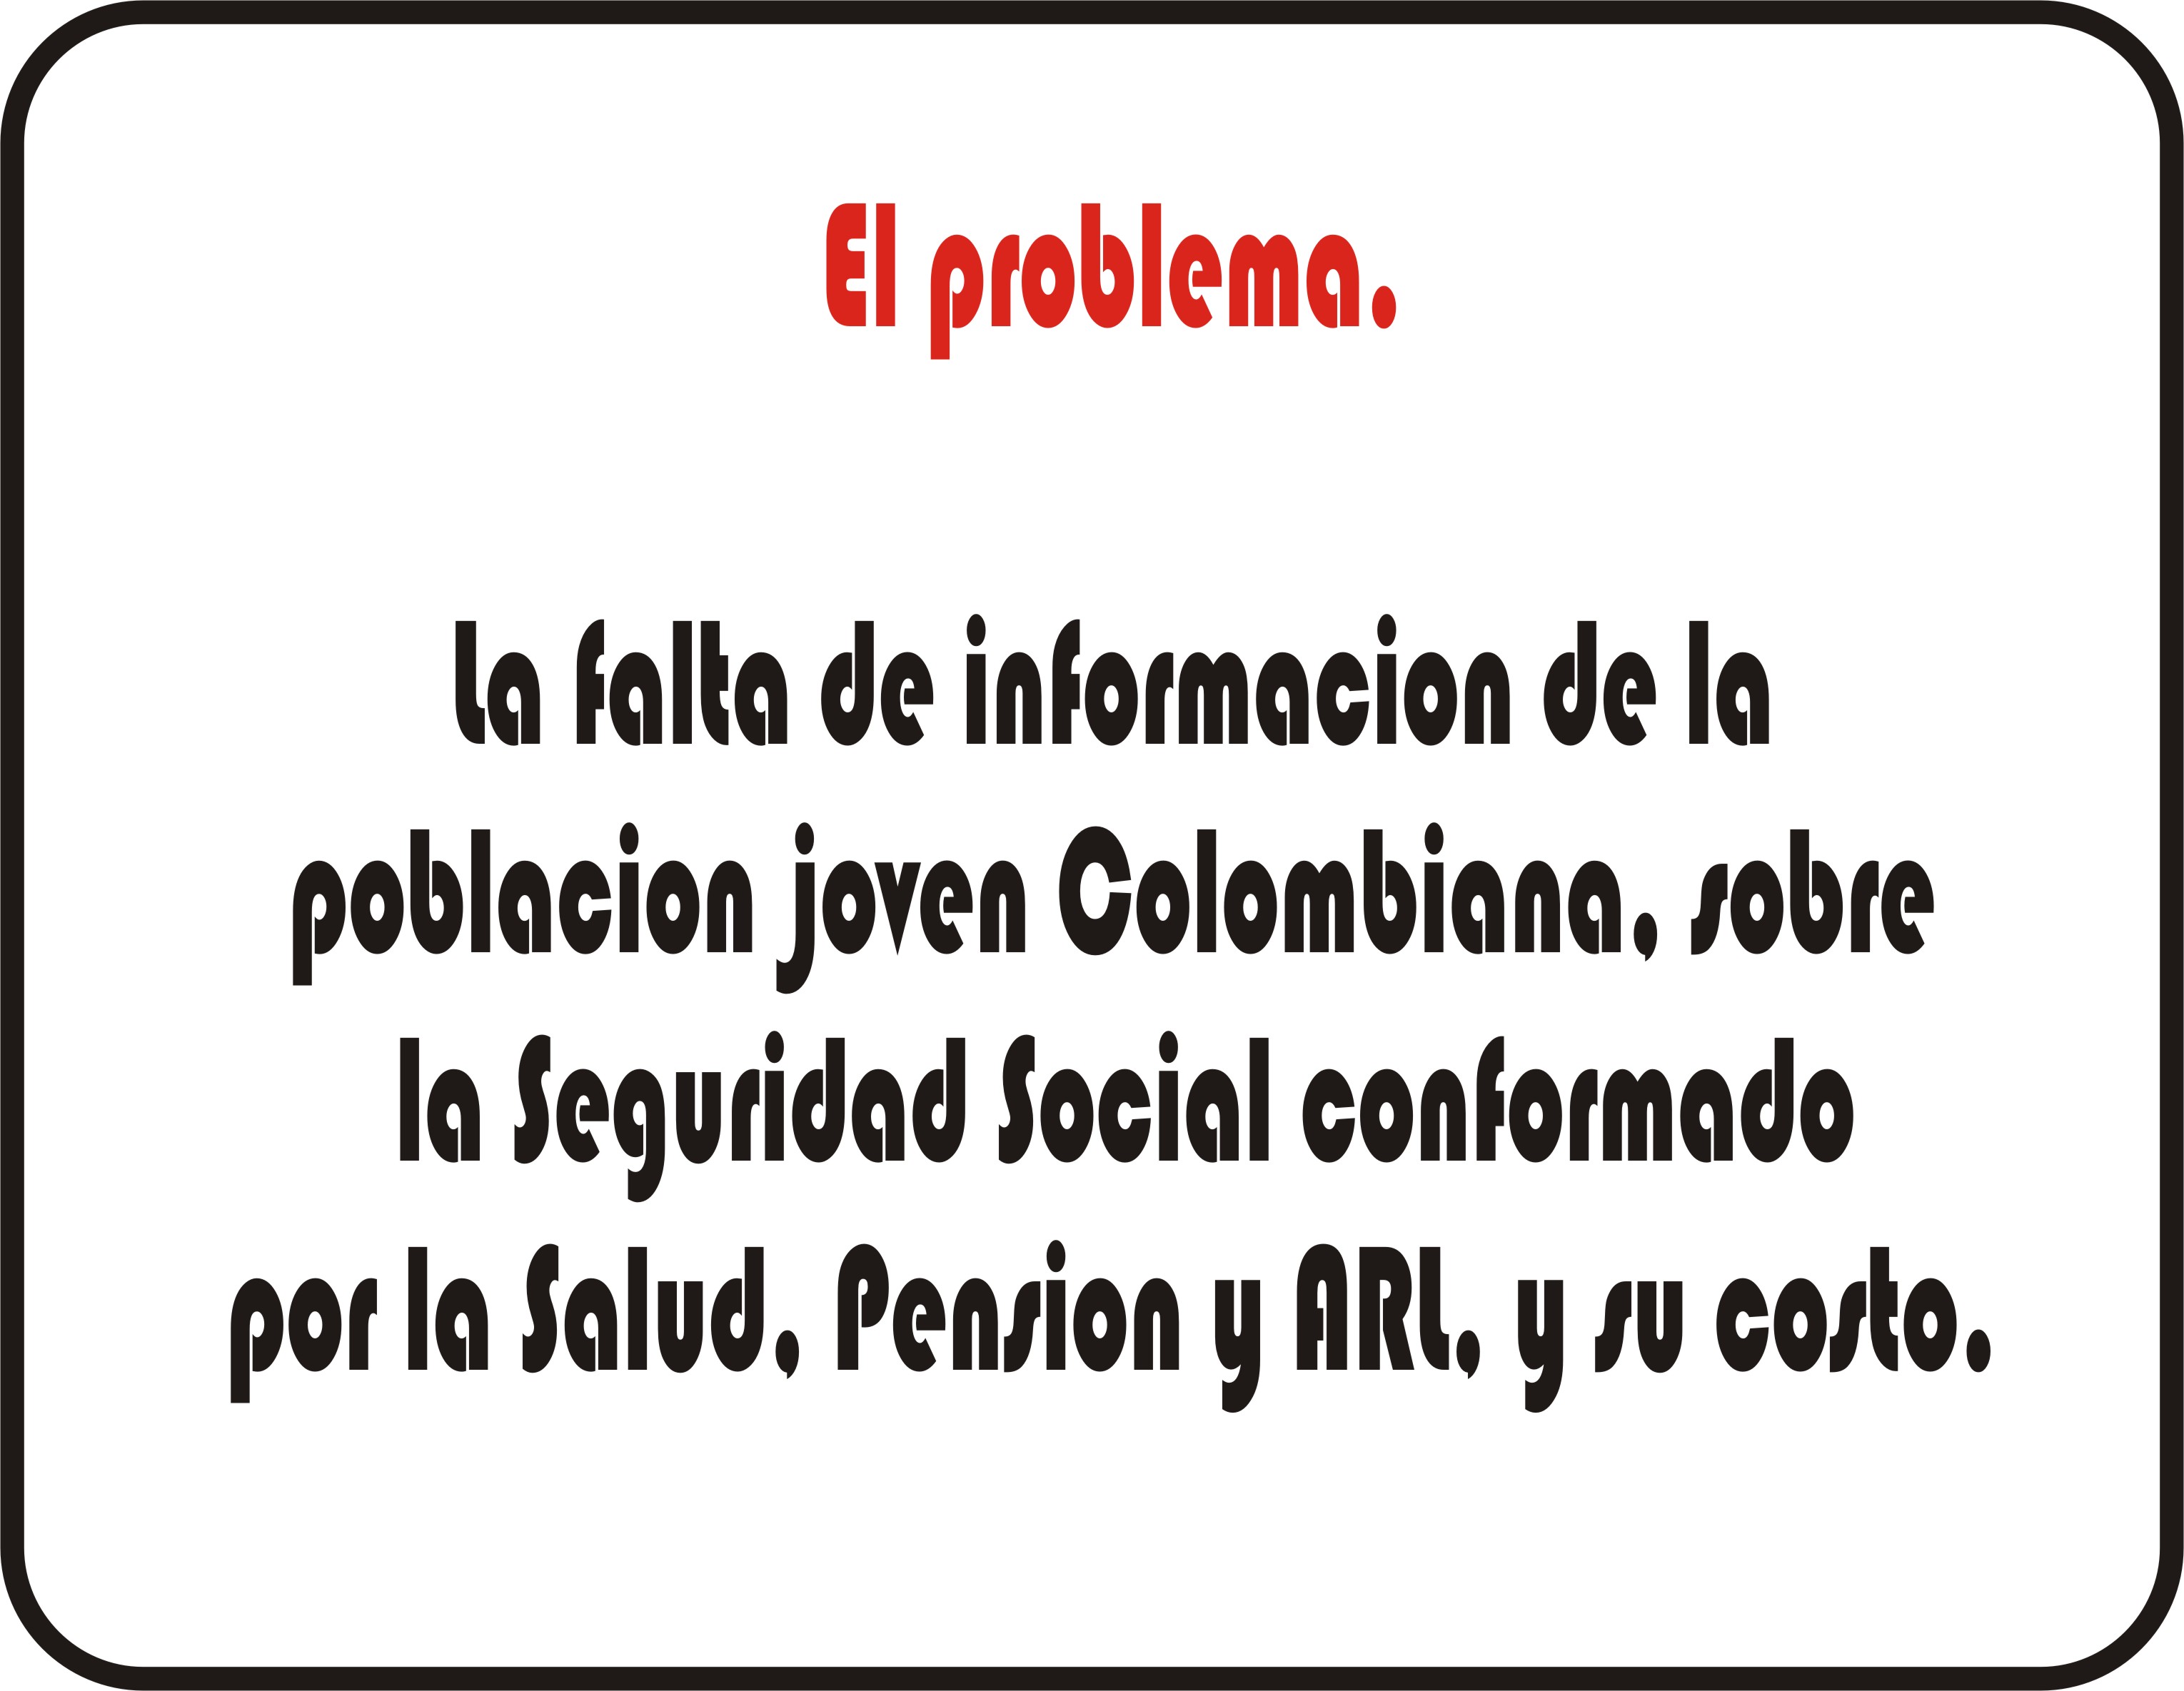 El problema.
La falta de informacion de la
poblacion joven Colombiana, sobre
la Seguridad Social conformado
por la Salud, Pension y ARL, y su costo.